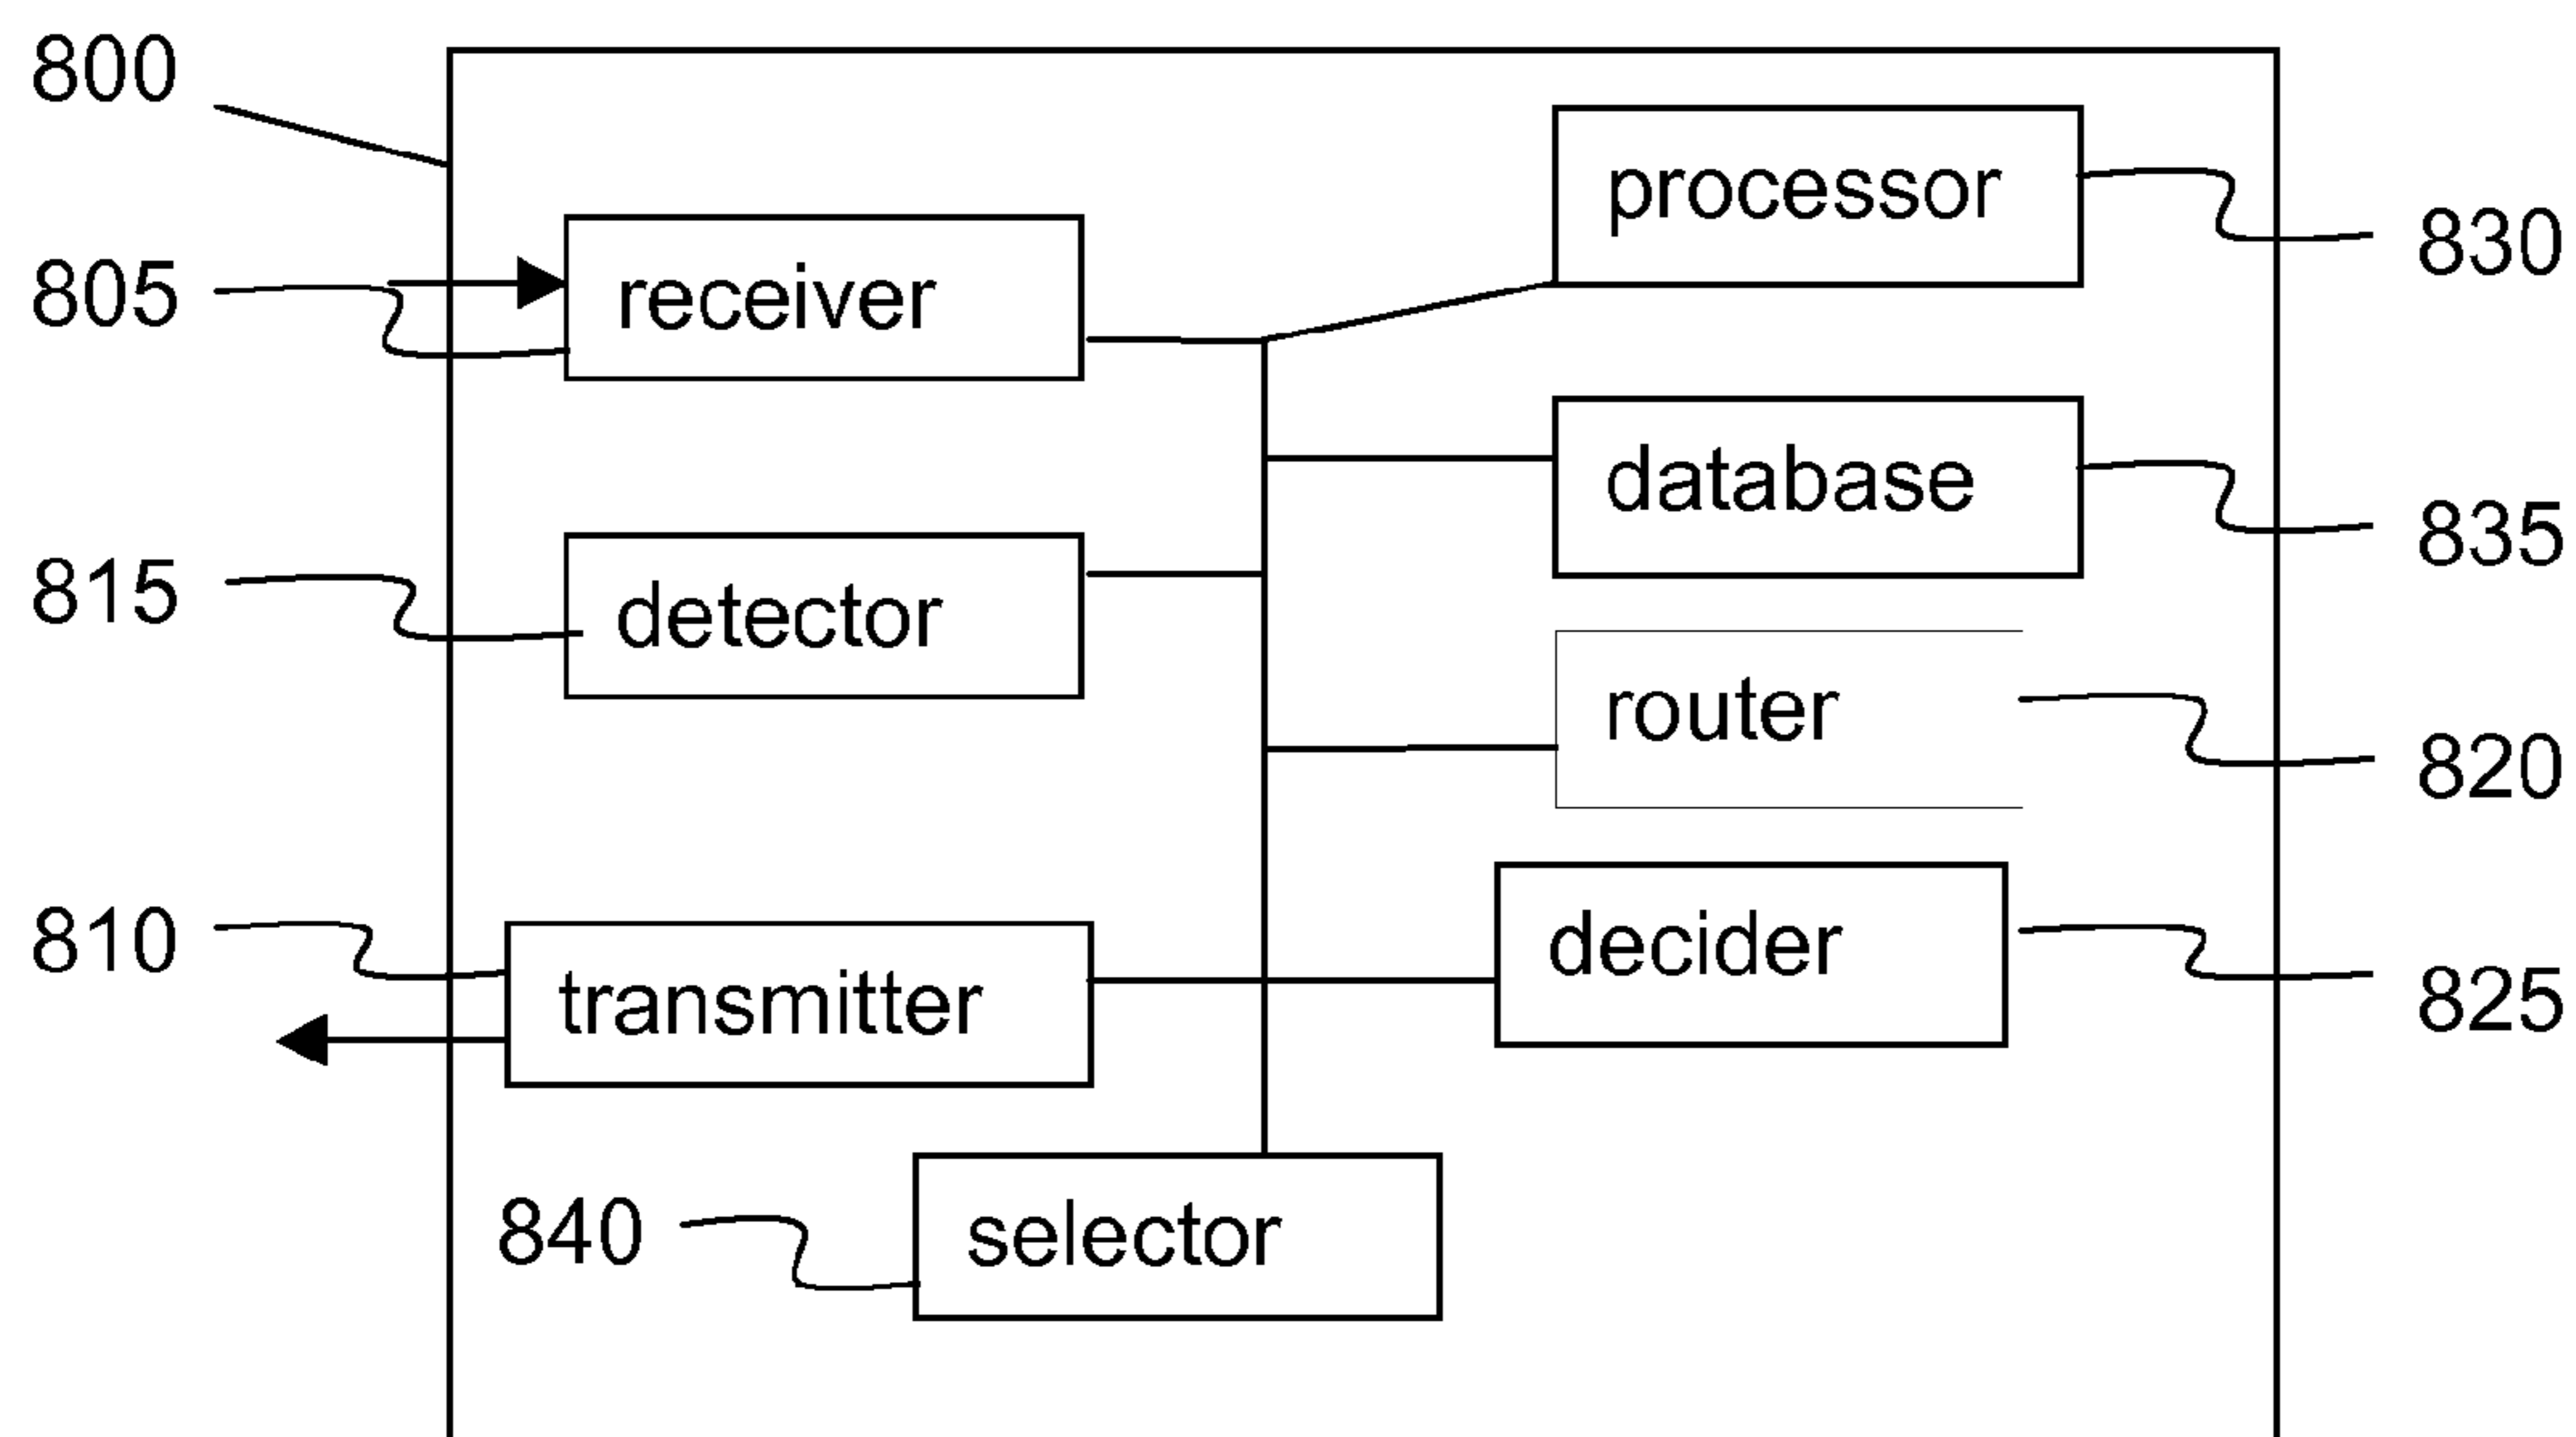 800
processor
830
805
receiver
database
835
815
detector
router
820
810
transmitter
decider
825
840
selector